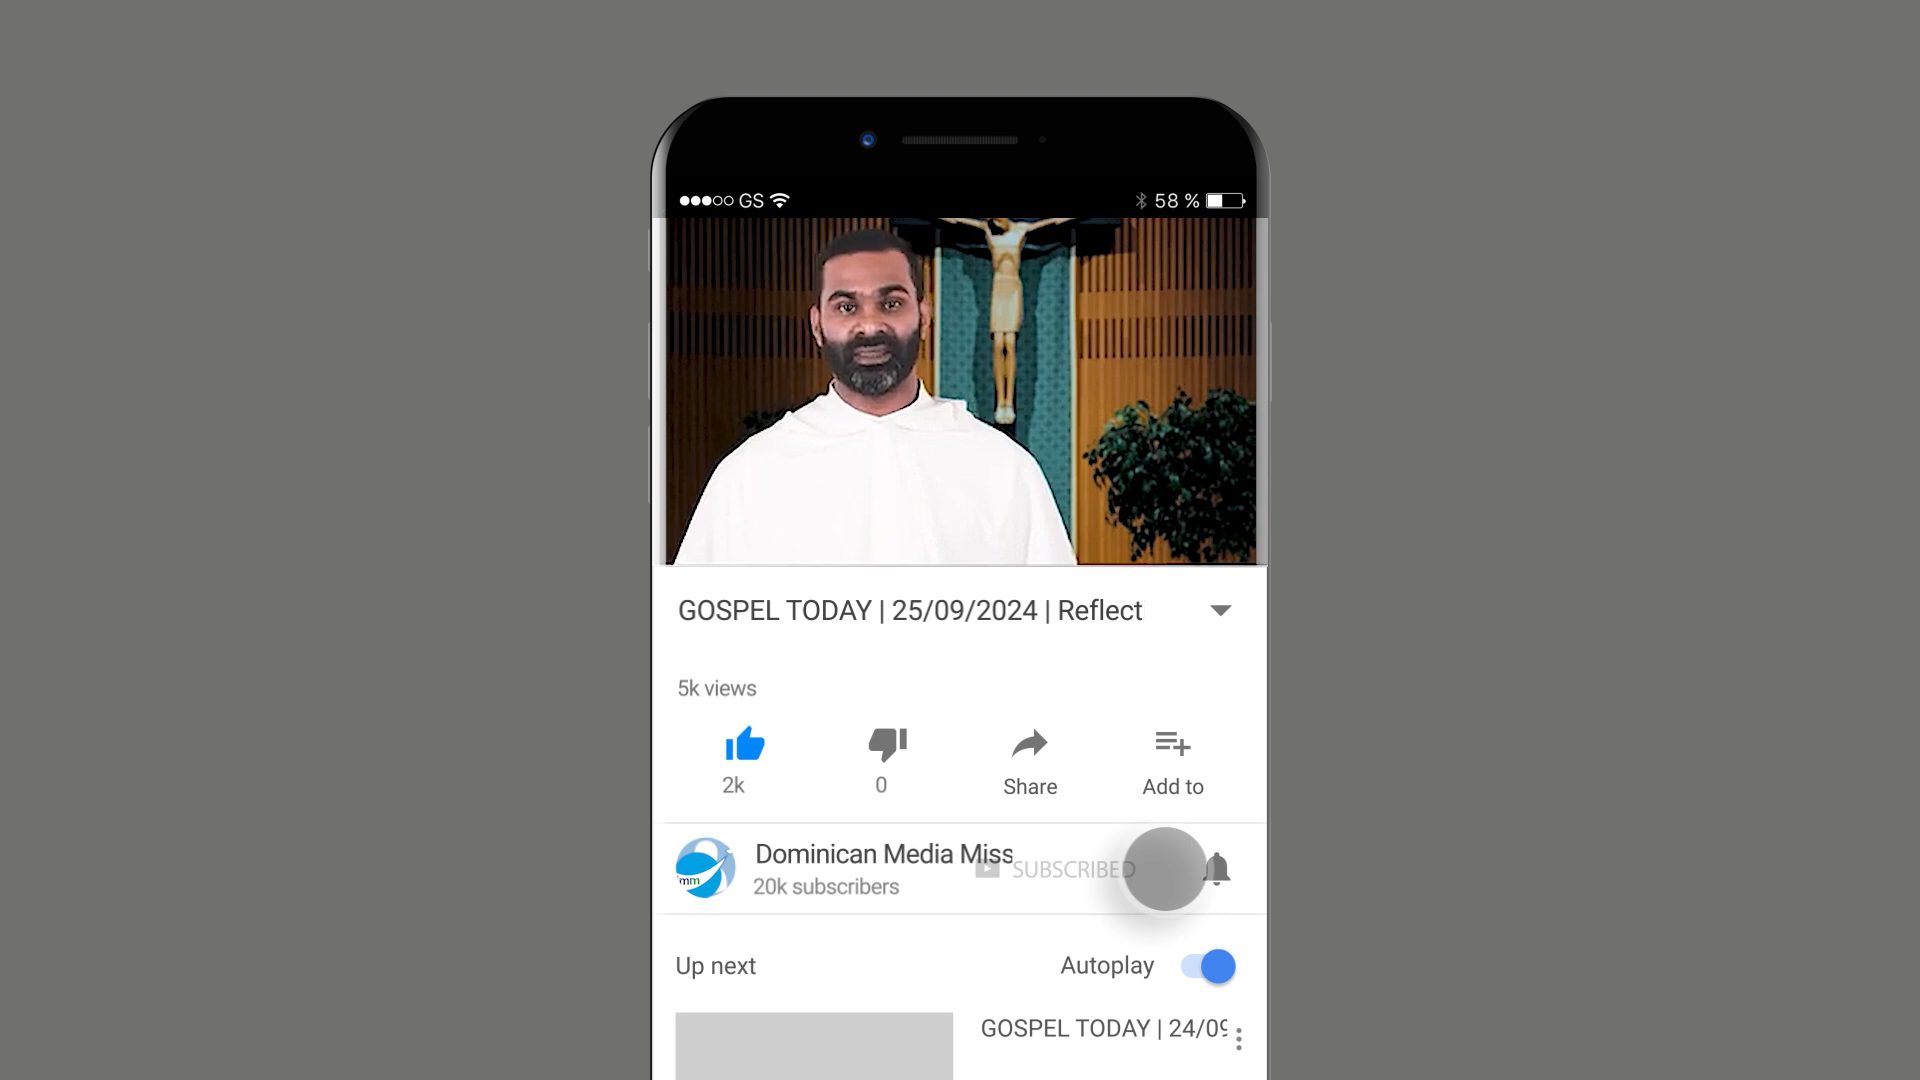 GS
58 %
GOSPEL TODAY | 25/09/2024 | Reflect
5k views
2k
0
Share
Add to
mm
Dominican Media Miss
20k subscribers
SUBSCRIBED
Up next
Autoplay
GOSPEL TODAY | 24/09